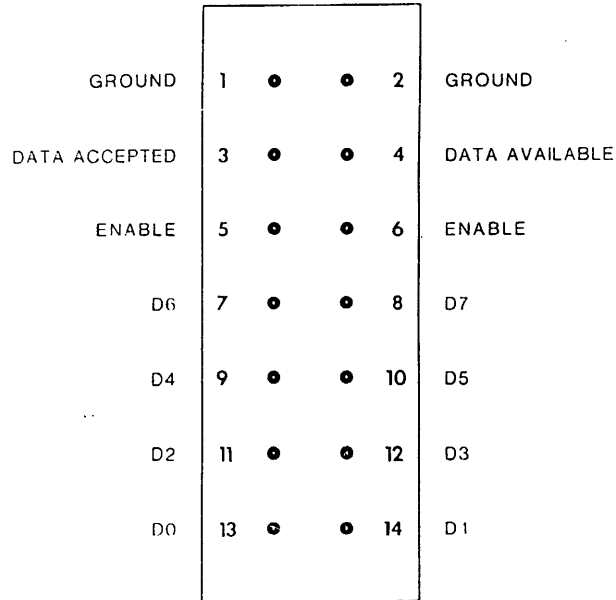 GROUND 1 2 GROUND
DATA ACCEPTED 3 4 DATA AVAILABLE
ENABLE 5 6 ENABLE
D6 7 8 D7
D4 9 10 D5
D2 11 12 D3
D0 13 14 D1